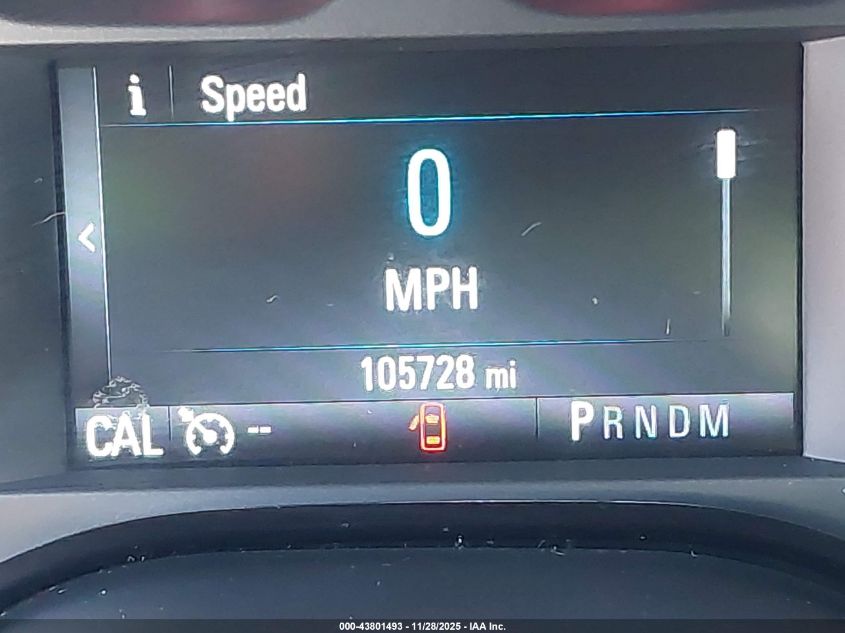 i Speed
0
MPH
105728 mi
CAL -- PRNDM
000-43801493 - 11/28/2025 - IAA Inc.